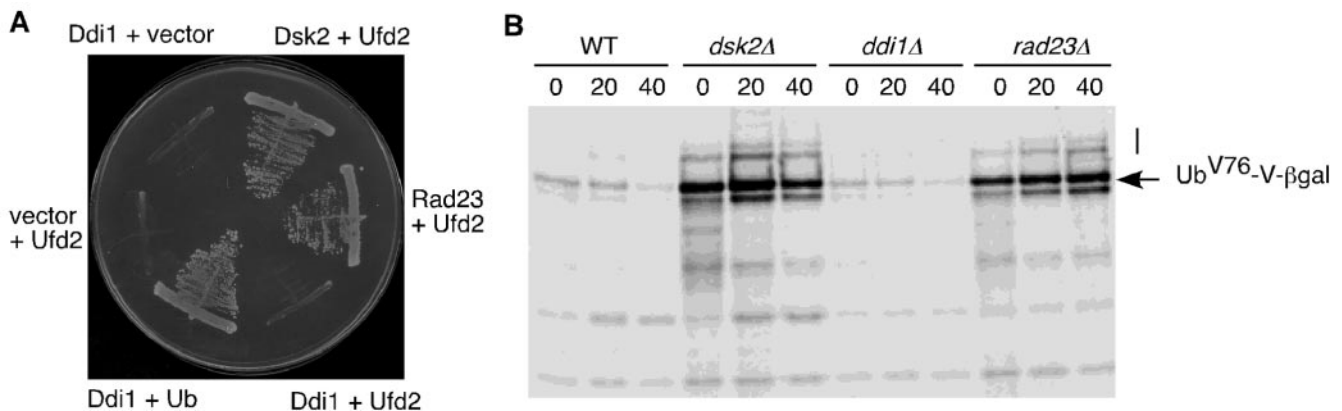 A
Ddi1 + vector
Dsk2 + Ufd2
Rad23
+ Ufd2
vector
+ Ufd2
Ddi1 + Ub
Ddi1 + Ufd2
B
WT dsk2Δ ddi1Δ rad23Δ
0 20 40 0 20 40 0 20 40 0 20 40
Ub^V76-V-βgal